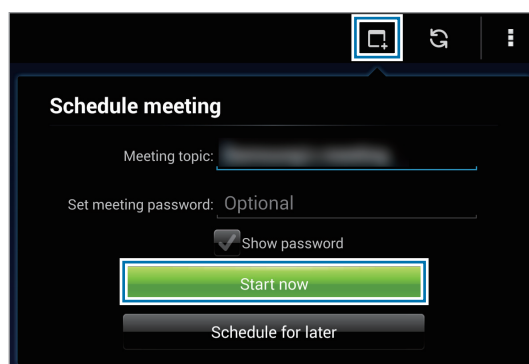 Schedule meeting
Meeting topic:
Set meeting password: Optional
Show password
Start now
Schedule for later